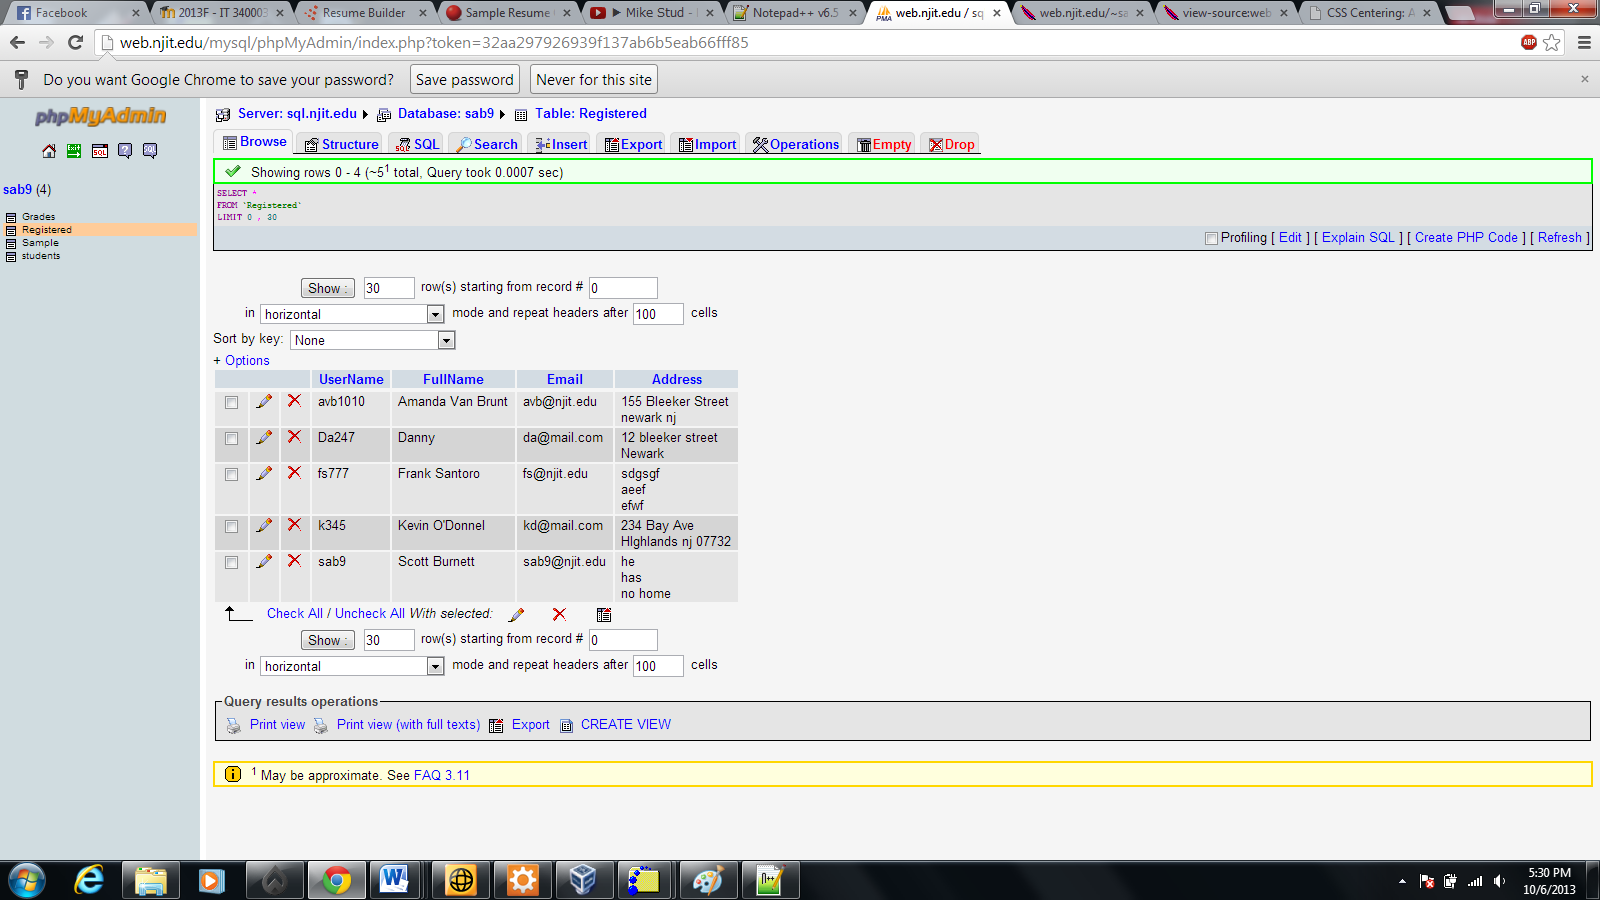 Facebook
2013F - IT 340003
Resume Builder
Sample Resume
► Mike Stud -
Notepad++ v6.5
web.njit.edu / sq
web.njit.edu/~sa
view-source:web
CSS Centering: A
web.njit.edu/mysql/phpMyAdmin/index.php?token=32aa297926939f137ab6b5eab66fff85
ABP
Do you want Google Chrome to save your password? Save password Never for this site
phpMyAdmin
sab9 (4)
Grades
Registered
Sample
students
Server: sql.njit.edu Database: sab9 Table: Registered
Browse Structure SQL Search Insert Export Import Operations Empty Drop
Showing rows 0 - 4 (~5¹ total, Query took 0.0007 sec)
SELECT *
FROM `Registered`
LIMIT 0 , 30
Profiling [ Edit ] [ Explain SQL ] [ Create PHP Code ] [ Refresh ]
Show : 30 row(s) starting from record # 0
in horizontal mode and repeat headers after 100 cells
Sort by key: None
+ Options
UserName FullName Email Address
avb1010 Amanda Van Brunt avb@njit.edu 155 Bleeker Street
newark nj
Da247 Danny da@mail.com 12 bleeker street
Newark
fs777 Frank Santoro fs@njit.edu sdgsgf
aeef
efwf
k345 Kevin O'Donnel kd@mail.com 234 Bay Ave
HIghlands nj 07732
sab9 Scott Burnett sab9@njit.edu he
has
no home
Check All / Uncheck All With selected:
Show : 30 row(s) starting from record # 0
in horizontal mode and repeat headers after 100 cells
Query results operations
Print view Print view (with full texts) Export CREATE VIEW
¹ May be approximate. See FAQ 3.11
5:30 PM
10/6/2013